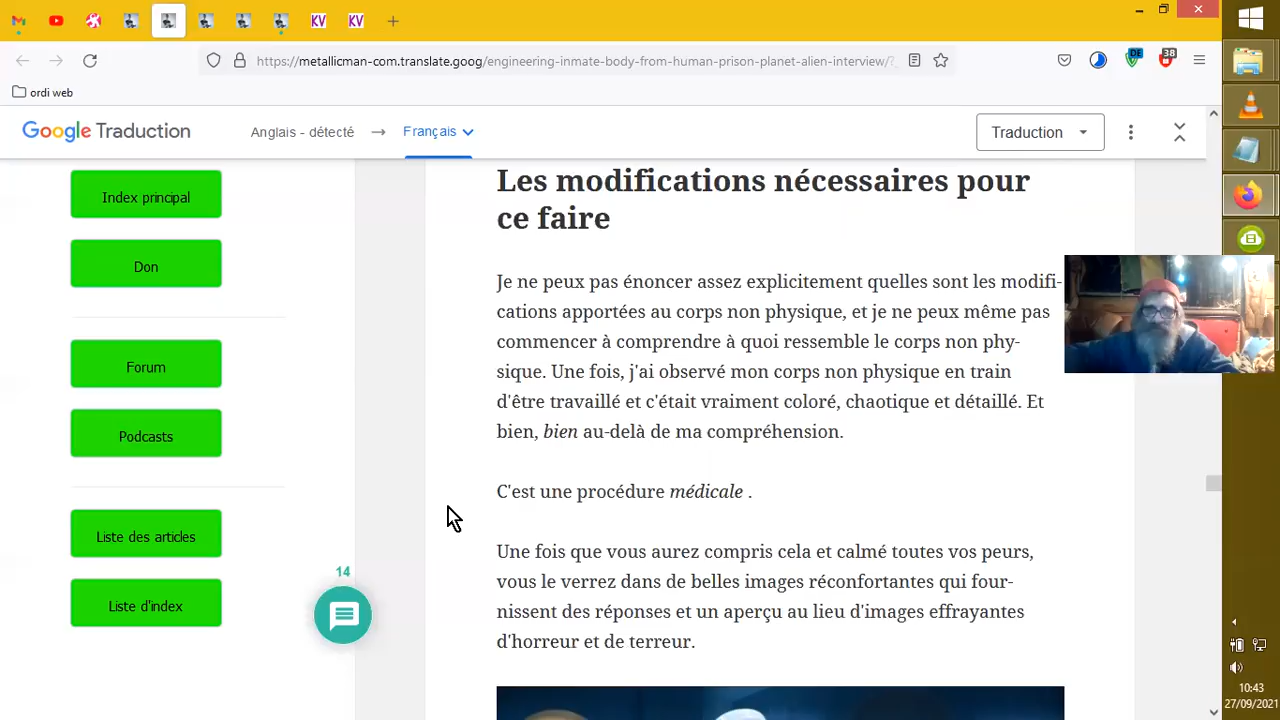 KV
KV
https://metallicman-com.translate.goog/engineering-inmate-body-from-human-prison-planet-alien-interview/?
DE
38
ordi web
Google Traduction
Anglais - détecté
Français
Traduction
Index principal
Don
Forum
Podcasts
Liste des articles
Liste d'index
14
Les modifications nécessaires pour
ce faire
Je ne peux pas énoncer assez explicitement quelles sont les modifi-
cations apportées au corps non physique, et je ne peux même pas
commencer à comprendre à quoi ressemble le corps non phy-
sique. Une fois, j'ai observé mon corps non physique en train
d'être travaillé et c'était vraiment coloré, chaotique et détaillé. Et
bien, bien au-delà de ma compréhension.
C'est une procédure médicale .
Une fois que vous aurez compris cela et calmé toutes vos peurs,
vous le verrez dans de belles images réconfortantes qui four-
nissent des réponses et un aperçu au lieu d'images effrayantes
d'horreur et de terreur.
10:43
27/09/2021